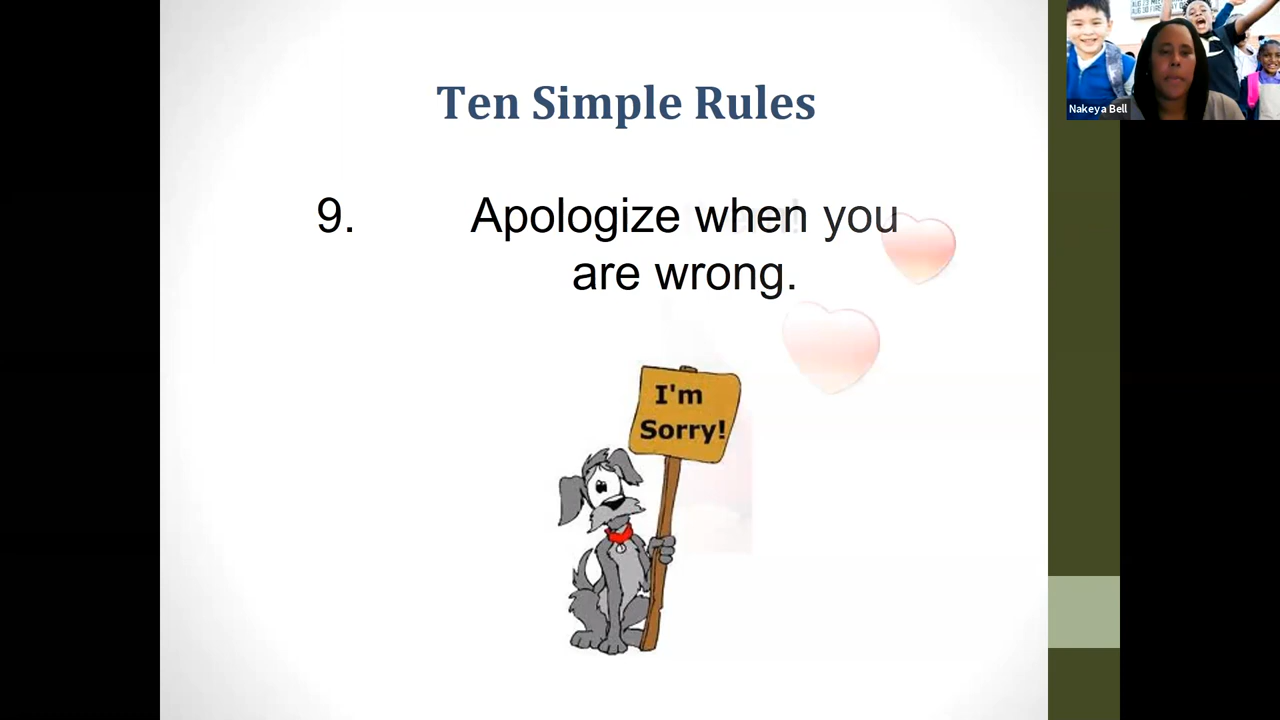 Ten Simple Rules
9. Apologize when you
are wrong.
I'm
Sorry!
Nakeya Bell